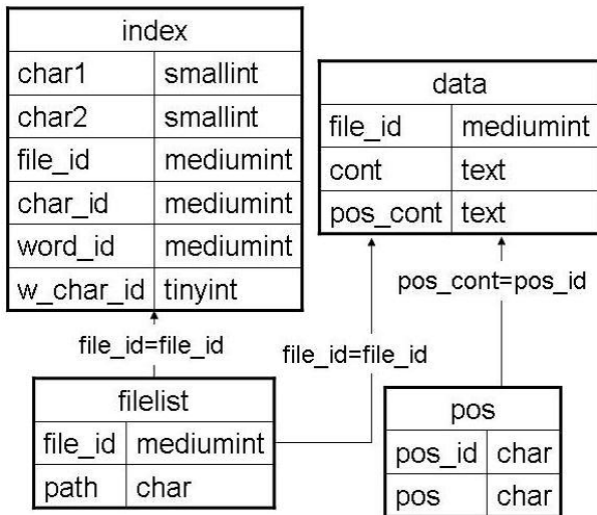 index
char1 smallint
char2 smallint
file_id mediumint
char_id mediumint
word_id mediumint
w_char_id tinyint
data
file_id mediumint
cont text
pos_cont text
file_id=file_id
file_id=file_id
pos_cont=pos_id
filelist
file_id mediumint
path char
pos
pos_id char
pos char